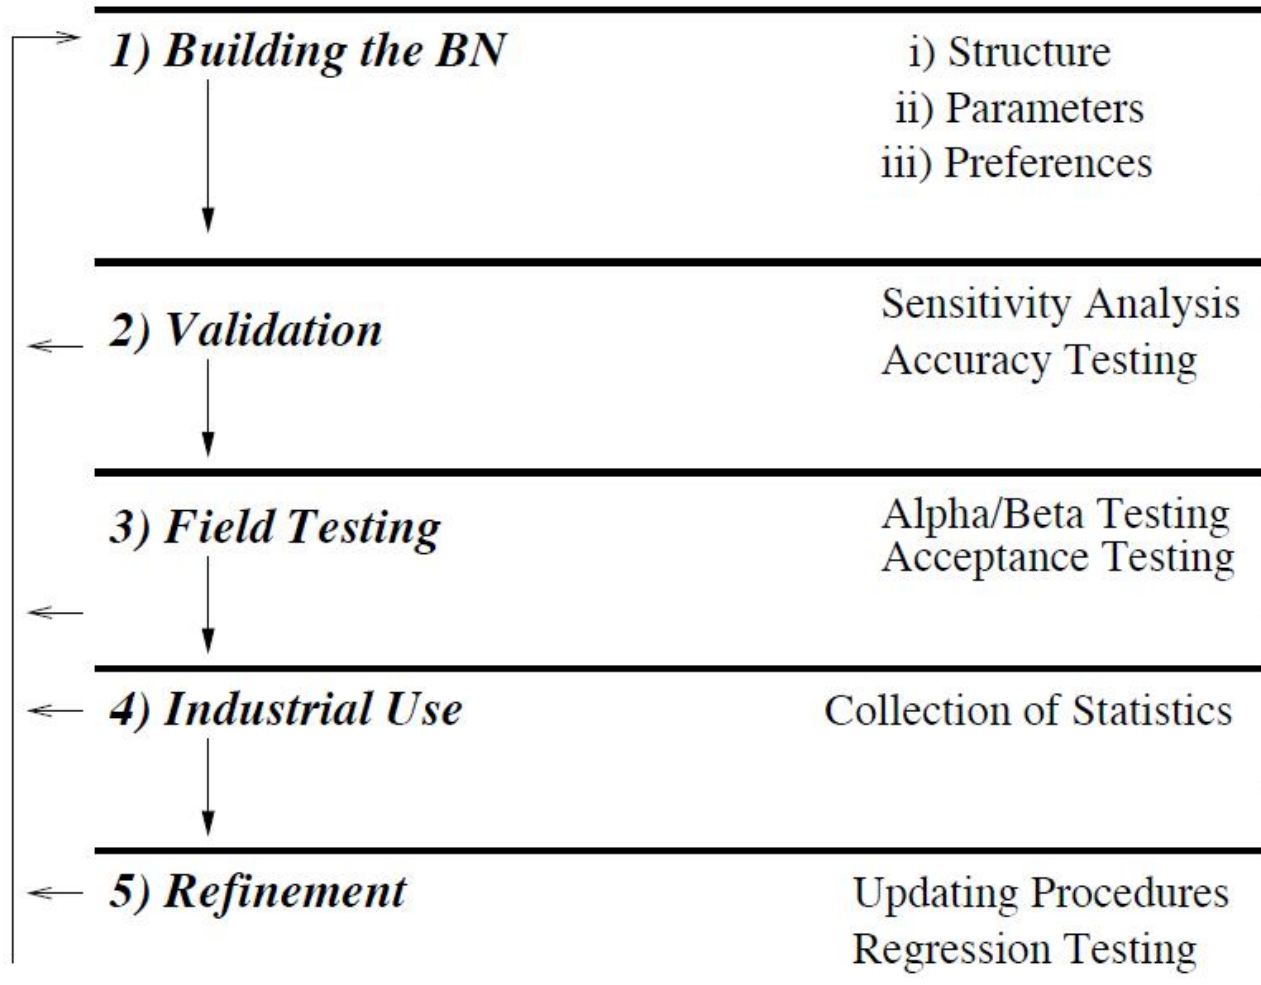 1) Building the BN
i) Structure
ii) Parameters
iii) Preferences
2) Validation
Sensitivity Analysis
Accuracy Testing
3) Field Testing
Alpha/Beta Testing
Acceptance Testing
4) Industrial Use
Collection of Statistics
5) Refinement
Updating Procedures
Regression Testing